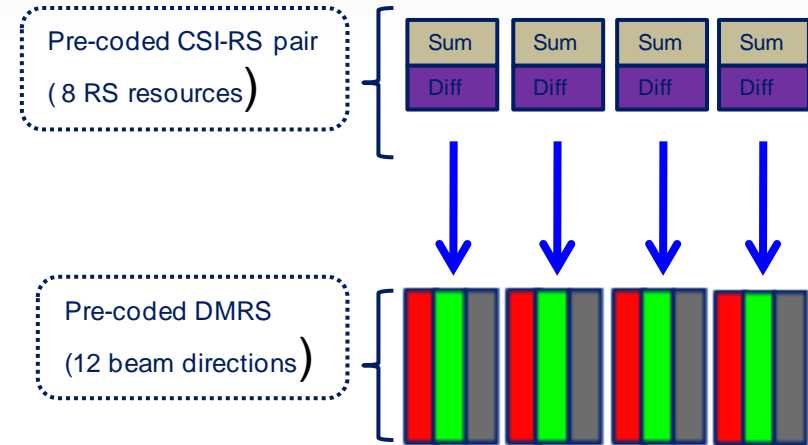 Pre-coded CSI-RS pair
( 8 RS resources)
Sum Sum Sum Sum
Diff Diff Diff Diff
Pre-coded DMRS
(12 beam directions)